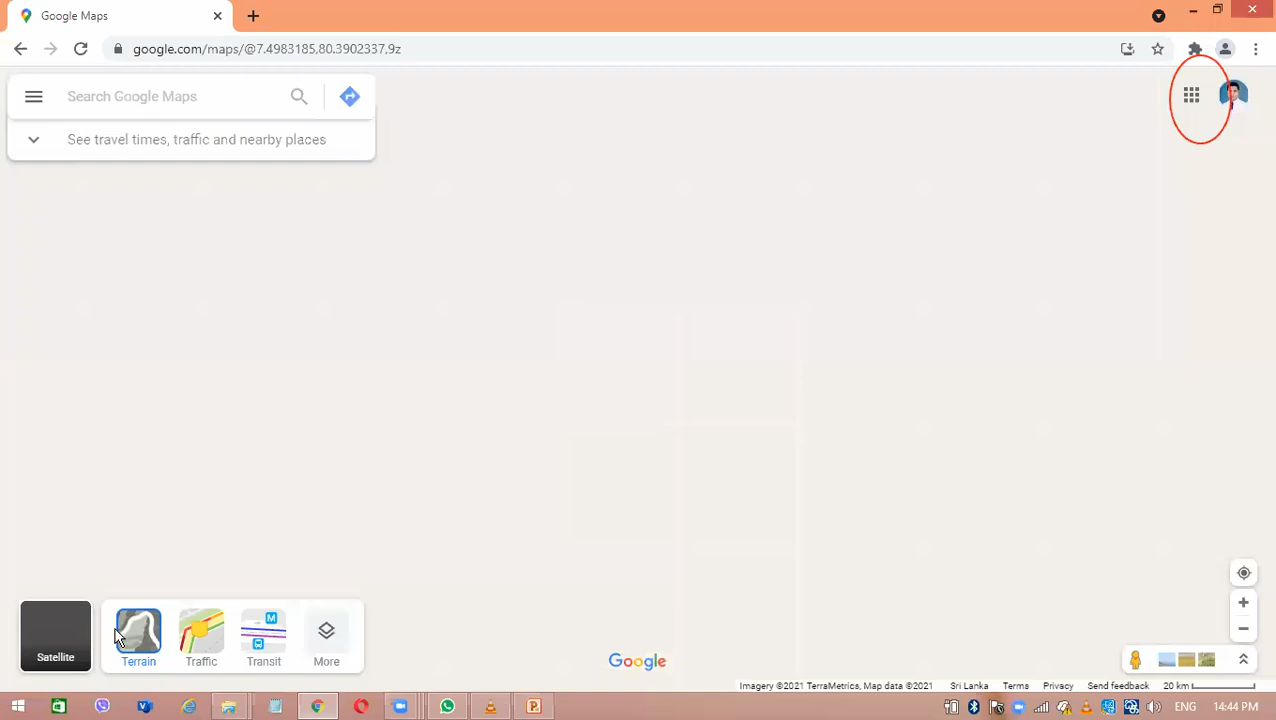 Google Maps
google.com/maps/@7.4983185,80.3902337,9z
Search Google Maps
See travel times, traffic and nearby places
Satellite
Terrain
Traffic
M
Transit
More
Google
Imagery ©2021 TerraMetrics, Map data ©2021 Sri Lanka Terms Privacy Send feedback 20 km
ENG 14:44 PM